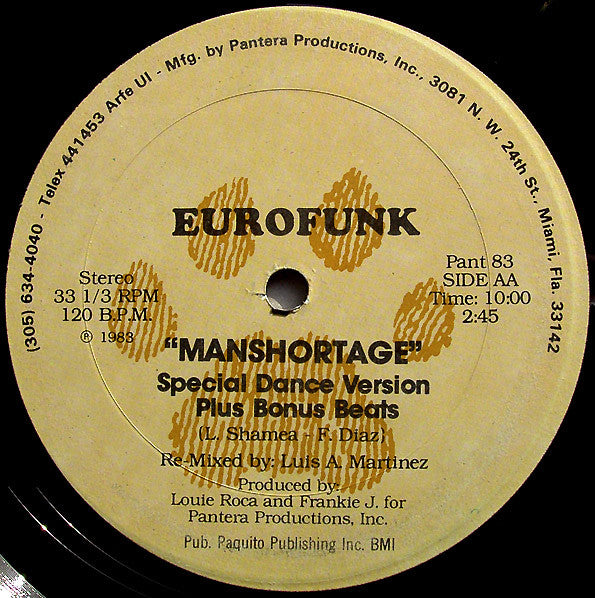 (305) 634-4040 - Telex 441453 Arfe UI - Mfg. by Pantera Productions, Inc., 3081 N. W. 24th St., Miami, Fla. 33142
EUROFUNK
Stereo
33 1/3 RPM
120 B.P.M.
℗ 1983
Pant 83
SIDE AA
Time: 10:00
2:45
"MANSHORTAGE"
Special Dance Version
Plus Bonus Beats
(L. Shamea - F. Diaz)
Re-Mixed by: Luis A. Martinez
Produced by:
Louie Roca and Frankie J. for
Pantera Productions, Inc.
Pub. Paquito Publishing Inc. BMI